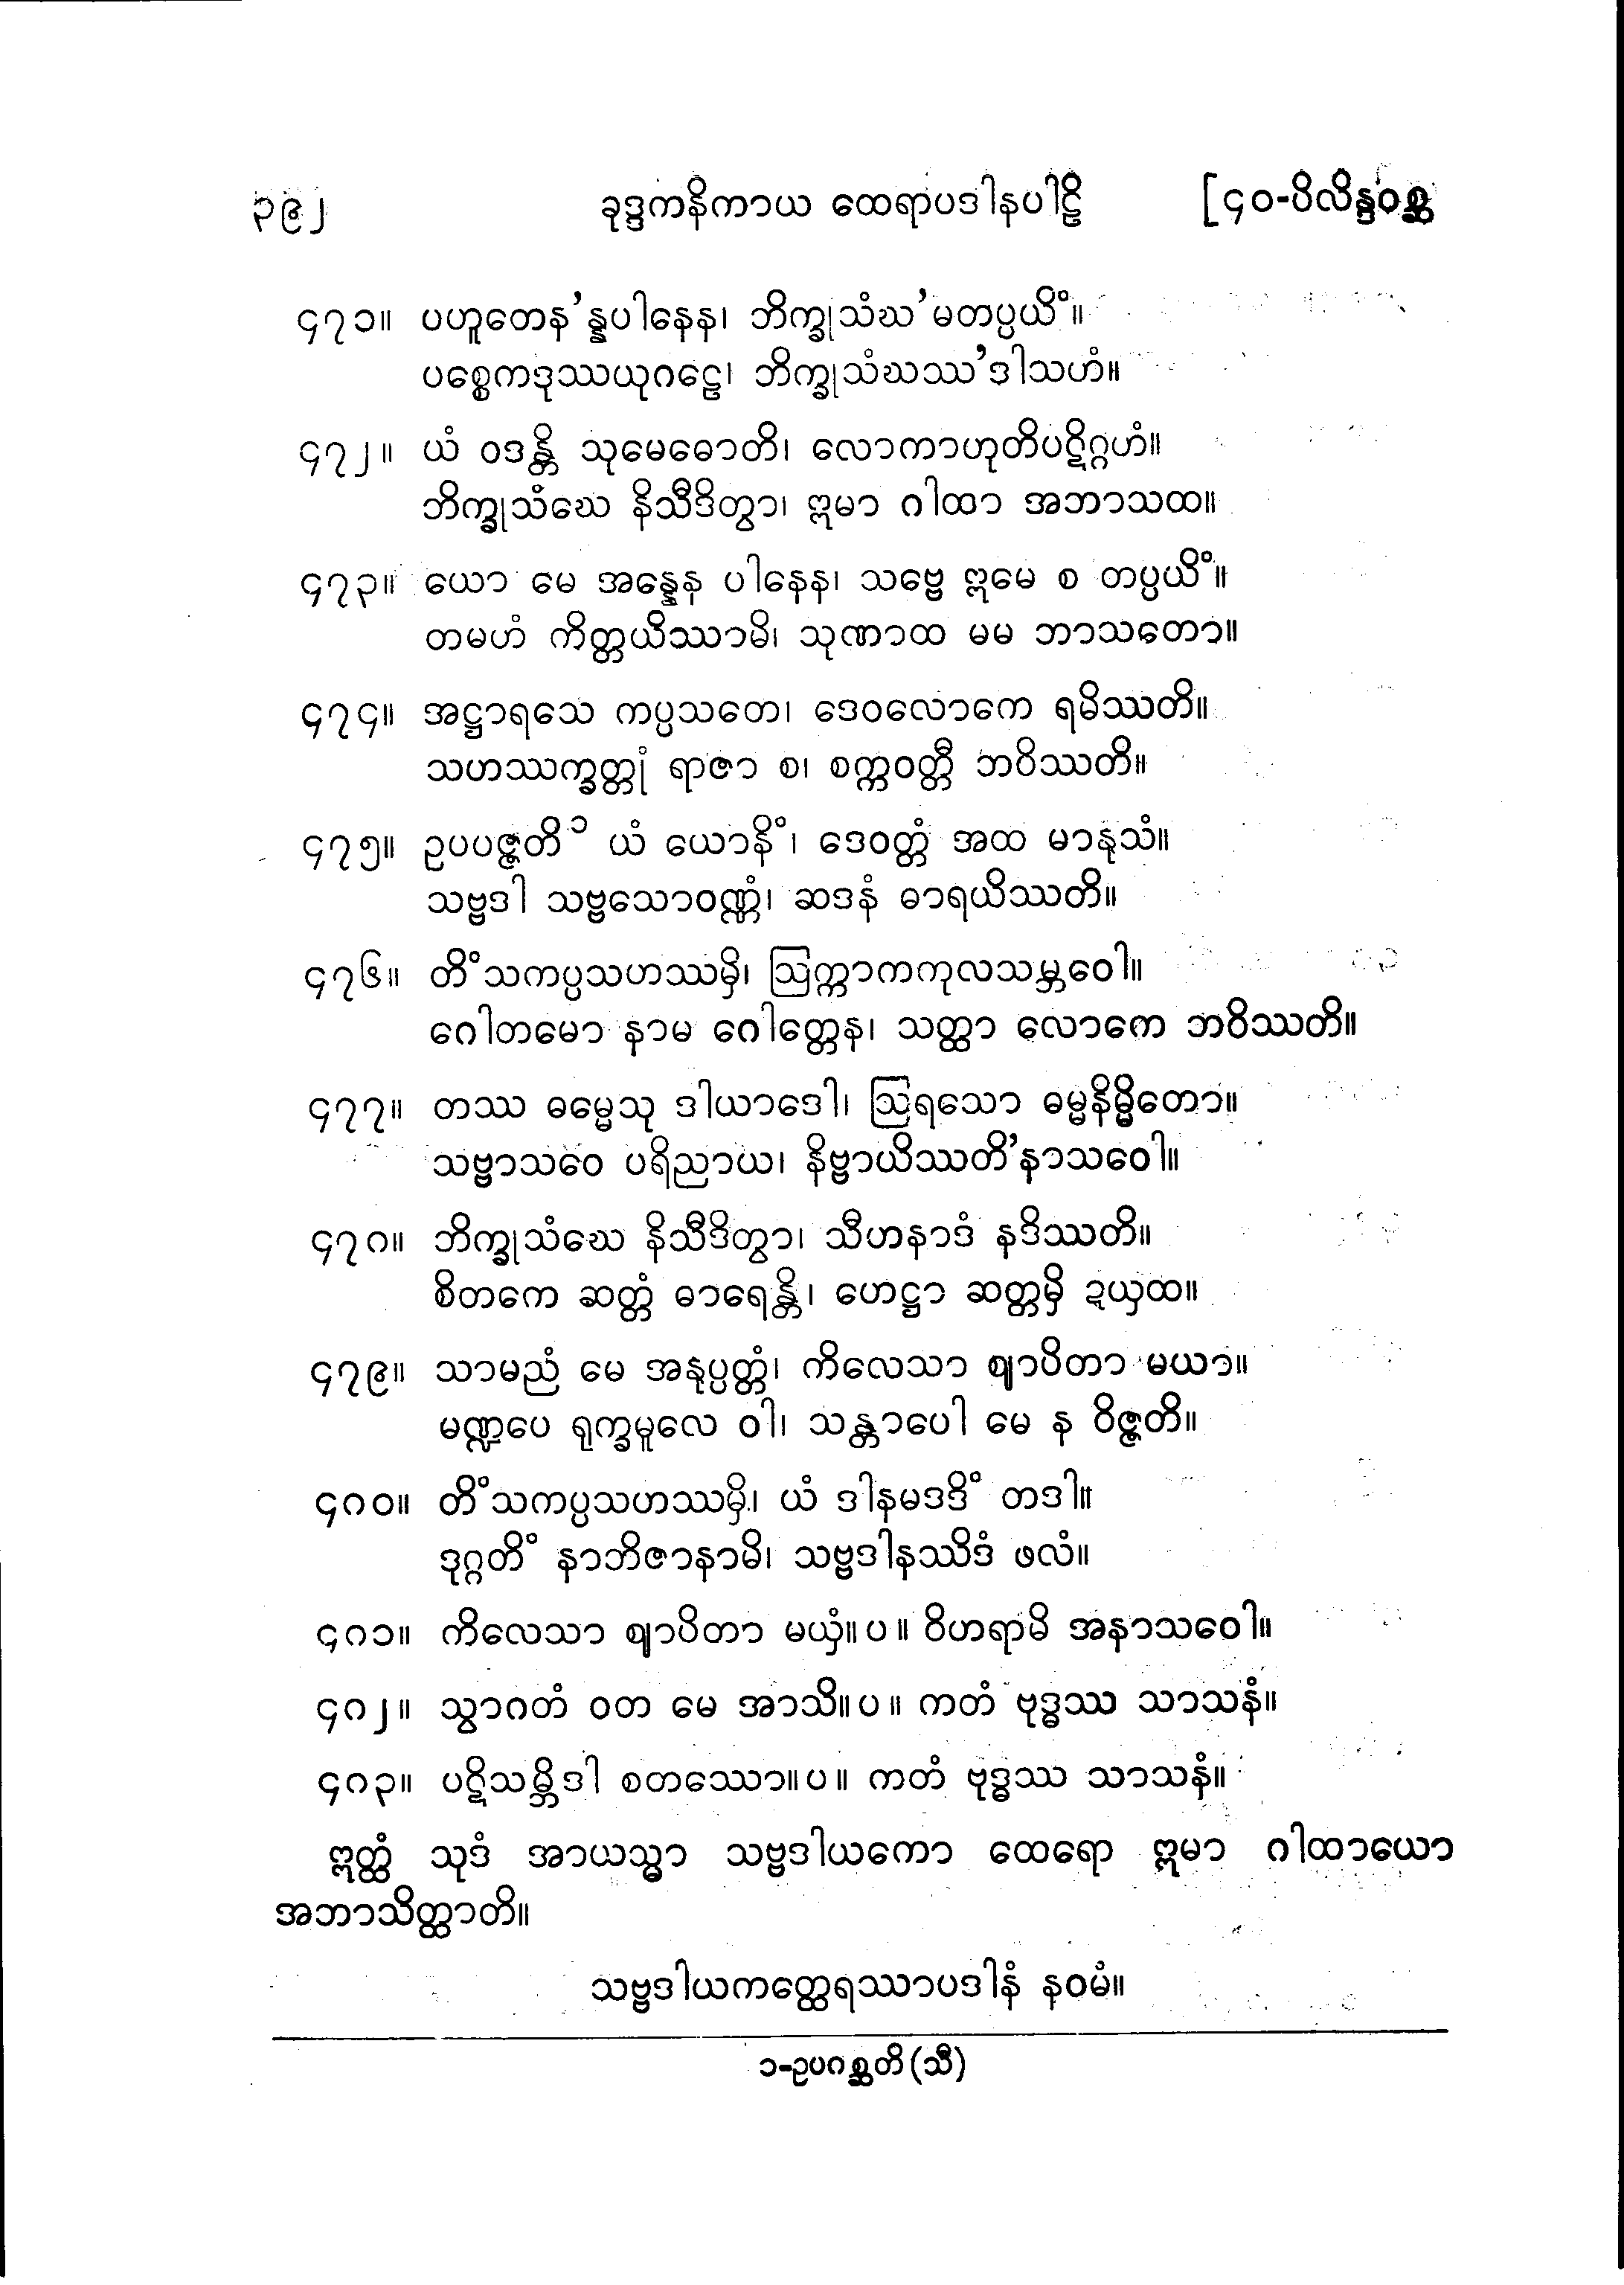 ၃၉၂ ခုဒ္ဒကနိကာယ ထေရာပဒါနပါဠိ [၄၀-ပိလိန္ဒဝစ္ဆ
၄၇၁။ ပဟူတေန’န္နပါနေန၊ ဘိက္ခုသံဃ’မတပ္ပယိံ။
ပစ္စေကဒုဿယုဂဠေ၊ ဘိက္ခုသံဃဿ’ဒါသဟံ။
၄၇၂။ ယံ ဝဒန္တိ သုမေဓောတိ၊ လောကာဟုတိပဋိဂ္ဂဟံ။
ဘိက္ခုသံဃေ နိသီဒိတွာ၊ ဣမာ ဂါထာ အဘာသထ။
၄၇၃။ ယော မေ အန္နေန ပါနေန၊ သဗ္ဗေ ဣမေ စ တပ္ပယိံ။
တမဟံ ကိတ္တယိဿာမိ၊ သုဏာထ မမ ဘာသတော။
၄၇၄။ အဋ္ဌာရသေ ကပ္ပသတေ၊ ဒေဝလောကေ ရမိဿတိ။
သဟဿက္ခတ္တုံ ရာဇာ စ၊ စက္ကဝတ္တီ ဘဝိဿတိ။
၄၇၅။ ဥပပဇ္ဇတိ ၁ ယံ ယောနိံ၊ ဒေဝတ္တံ အထ မာနုသံ။
သဗ္ဗဒါ သဗ္ဗသောဝဏ္ဏံ၊ ဆဒနံ ဓာရယိဿတိ။
၄၇၆။ တိံသကပ္ပသဟဿမှိ၊ ဩက္ကာကကုလသမ္ဘဝေါ။
ဂေါတမော နာမ ဂေါတ္တေန၊ သတ္ထာ လောကေ ဘဝိဿတိ။
၄၇၇။ တဿ ဓမ္မေသု ဒါယာဒေါ၊ ဩရသော ဓမ္မနိမ္မိတော။
သဗ္ဗာသဝေ ပရိညာယ၊ နိဗ္ဗာယိဿတိ’နာသဝေါ။
၄၇၈။ ဘိက္ခုသံဃေ နိသီဒိတွာ၊ သီဟနာဒံ နဒိဿတိ။
စိတကေ ဆတ္တံ ဓာရေန္တိ၊ ဟေဋ္ဌာ ဆတ္တမှိ ဍယှထ။
၄၇၉။ သာမညံ မေ အနုပ္ပတ္တံ၊ ကိလေသာ ဈာပိတာ မယာ။
မဏ္ဍပေ ရုက္ခမူလေ ဝါ၊ သန္တာပေါ မေ န ဝိဇ္ဇတိ။
၄၈၀။ တိံသကပ္ပသဟဿမှိ၊ ယံ ဒါနမဒဒိံ တဒါ။
ဒုဂ္ဂတိံ နာဘိဇာနာမိ၊ သဗ္ဗဒါနဿိဒံ ဖလံ။
၄၈၁။ ကိလေသာ ဈာပိတာ မယှံ။ပ။ ဝိဟရာမိ အနာသဝေါ။
၄၈၂။ သွာဂတံ ဝတ မေ အာသိ။ပ။ ကတံ ဗုဒ္ဓဿ သာသနံ။
၄၈၃။ ပဋိသမ္ဘိဒါ စတဿော။ပ။ ကတံ ဗုဒ္ဓဿ သာသနံ။
ဣတ္ထံ သုဒံ အာယသ္မာ သဗ္ဗဒါယကော ထေရော ဣမာ ဂါထာယော
အဘာသိတ္ထာတိ။
သဗ္ဗဒါယကတ္ထေရဿာပဒါနံ နဝမံ။
၁-ဥပဂစ္ဆတိ (သီ)